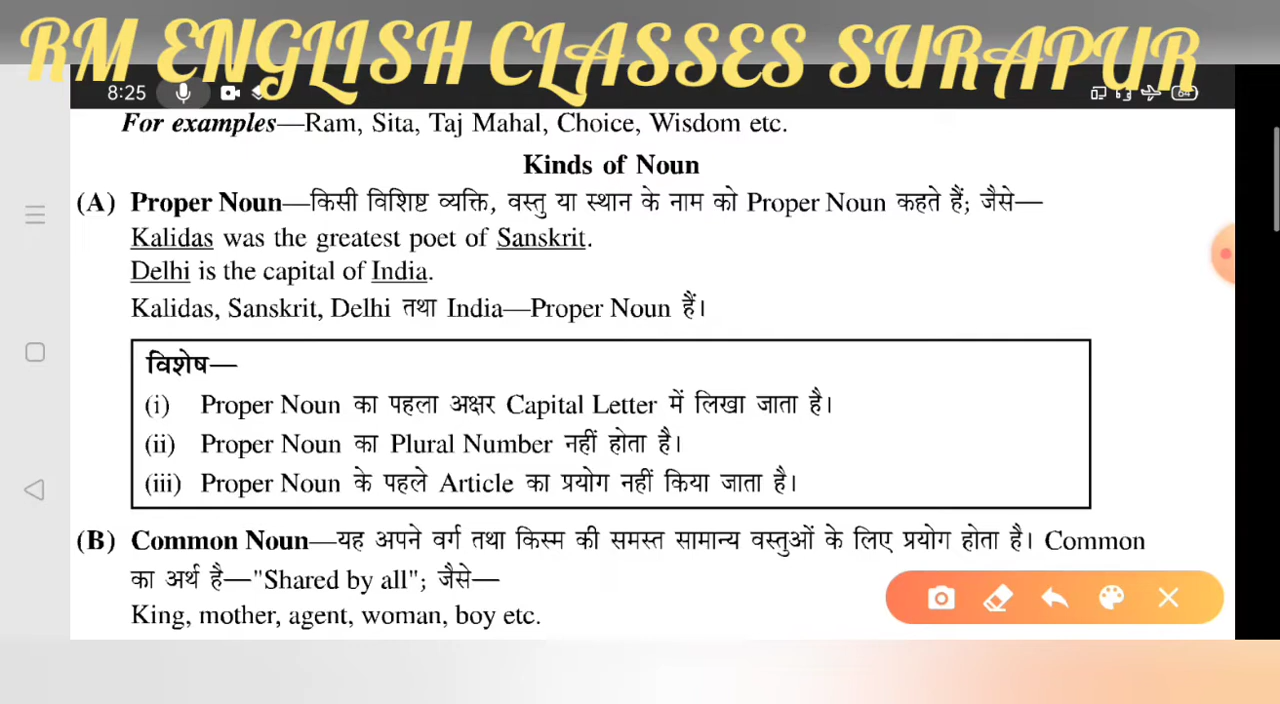 RM ENGLISH CLASSES SURAPUR
8:25
64
For examples—Ram, Sita, Taj Mahal, Choice, Wisdom etc.
Kinds of Noun
(A) Proper Noun—किसी विशिष्ट व्यक्ति, वस्तु या स्थान के नाम को Proper Noun कहते हैं; जैसे—
Kalidas was the greatest poet of Sanskrit.
Delhi is the capital of India.
Kalidas, Sanskrit, Delhi तथा India—Proper Noun हैं।
विशेष—
(i) Proper Noun का पहला अक्षर Capital Letter में लिखा जाता है।
(ii) Proper Noun का Plural Number नहीं होता है।
(iii) Proper Noun के पहले Article का प्रयोग नहीं किया जाता है।
(B) Common Noun—यह अपने वर्ग तथा किस्म की समस्त सामान्य वस्तुओं के लिए प्रयोग होता है। Common
का अर्थ है—"Shared by all"; जैसे—
King, mother, agent, woman, boy etc.